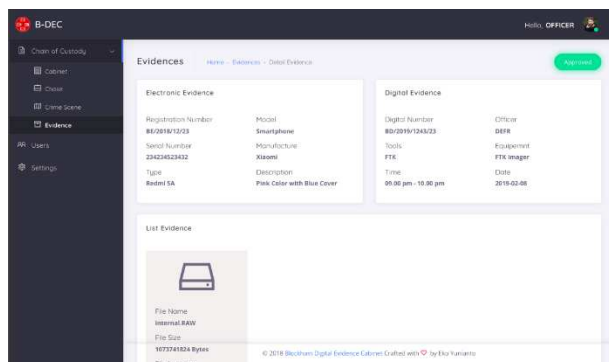 B-DEC
Hello, OFFICER
Chain of Custody
Cabinet
Chaser
Crime Scene
Evidence
Users
Settings
Evidences
Home - Evidences - Detail Evidence
Approved
Electronic Evidence
Registration Number
BE/2018/12/23
Model
Smartphone
Serial Number
234234523432
Manufacture
Xiaomi
Type
Redmi 5A
Description
Pink Color with Blue Cover
Digital Evidence
Digital Number
BD/2019/1243/23
Officer
DEFR
Tools
FTK
Equipemnt
FTK Imager
Time
09.00 pm - 10.00 pm
Date
2019-02-08
List Evidence
File Name
Internal.RAW
File Size
1073741824 Bytes
© 2018 Blockhain Digital Evidence Cabinet Crafted with by Eko Yunianto